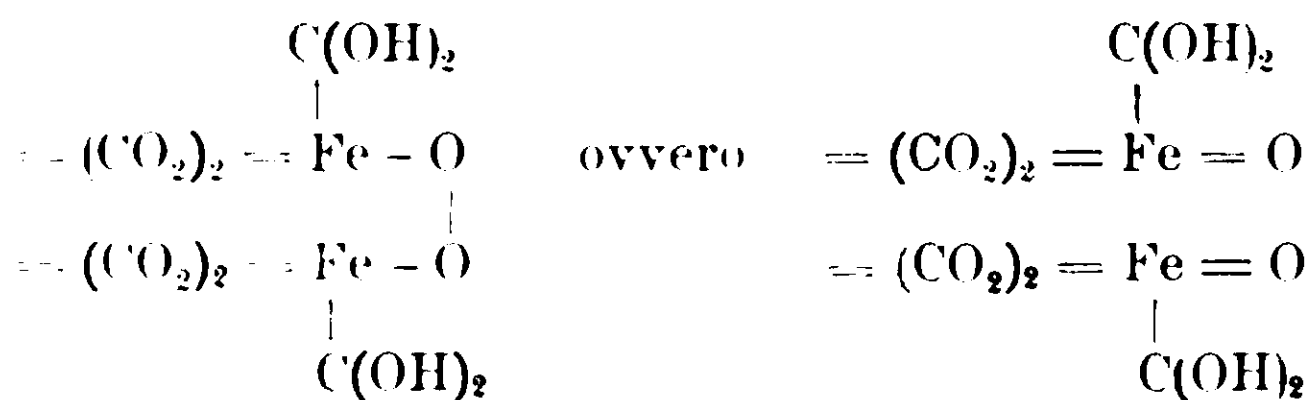 C(OH)₂ C(OH)₂
= (CO₂)₂ = Fe – O ovvero = (CO₂)₂ = Fe = O
= (CO₂)₂ = Fe – O = (CO₂)₂ = Fe = O
C(OH)₂ C(OH)₂